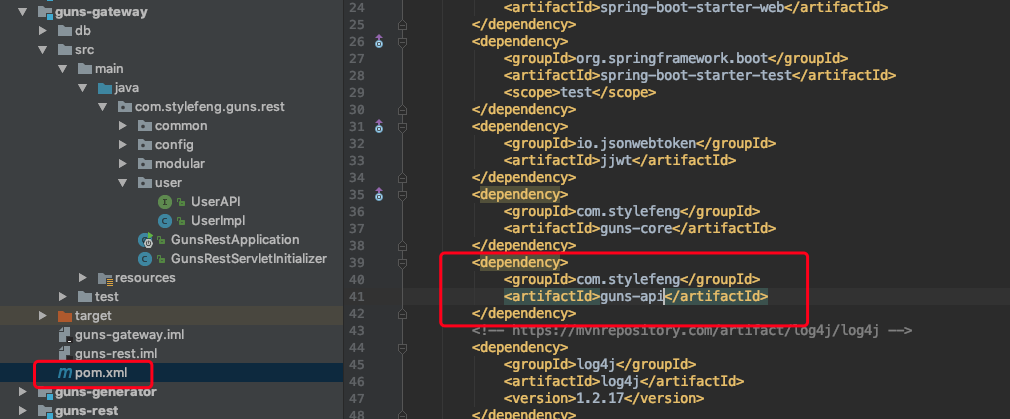 guns-gateway
db
src
main
java
com.stylefeng.guns.rest
common
config
modular
user
UserAPI
UserImpl
GunsRestApplication
GunsRestServletInitializer
resources
test
target
guns-gateway.iml
guns-rest.iml
pom.xml
guns-generator
guns-rest
24 <artifactId>spring-boot-starter-web</artifactId>
25 </dependency>
26 <dependency>
27 <groupId>org.springframework.boot</groupId>
28 <artifactId>spring-boot-starter-test</artifactId>
29 <scope>test</scope>
30 </dependency>
31 <dependency>
32 <groupId>io.jsonwebtoken</groupId>
33 <artifactId>jjwt</artifactId>
34 </dependency>
35 <dependency>
36 <groupId>com.stylefeng</groupId>
37 <artifactId>guns-core</artifactId>
38 </dependency>
39 <dependency>
40 <groupId>com.stylefeng</groupId>
41 <artifactId>guns-api</artifactId>
42 </dependency>
43 <!-- https://mvnrepository.com/artifact/log4j/log4j -->
44 <dependency>
45 <groupId>log4j</groupId>
46 <artifactId>log4j</artifactId>
47 <version>1.2.17</version>
48 </dependency>